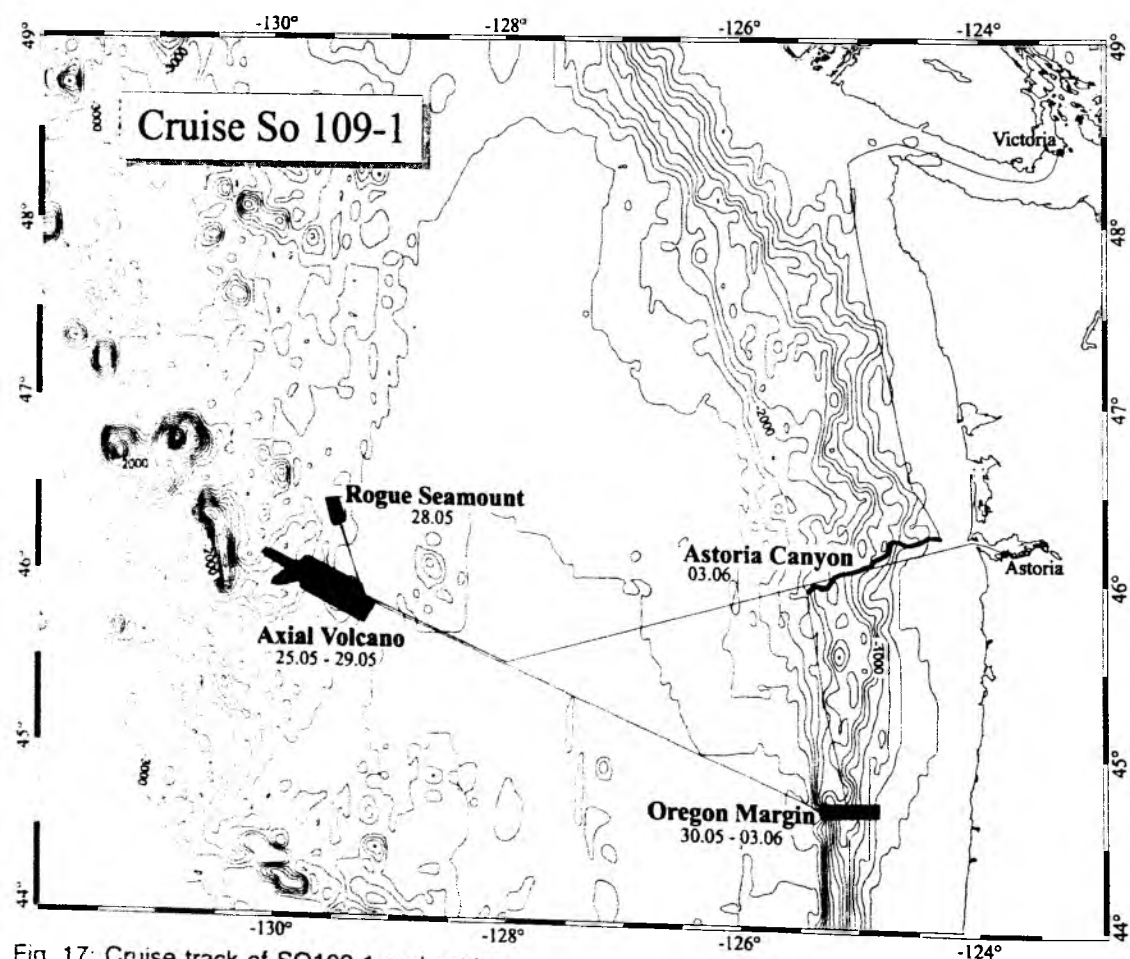 -130°
-128°
-126°
-124°
49°
49°
-3000
-3000
Cruise So 109-1
Victoria
48°
48°
47°
47°
-2000
-2000
Rogue Seamount
28.05
-2000
Astoria Canyon
03.06
Astoria
46°
46°
Axial Volcano
25.05 - 29.05
-1000
45°
45°
-3000
Oregon Margin
30.05 - 03.06
44°
44°
-130°
-128°
-126°
-124°
Fig. 17: Cruise track of SO109-1